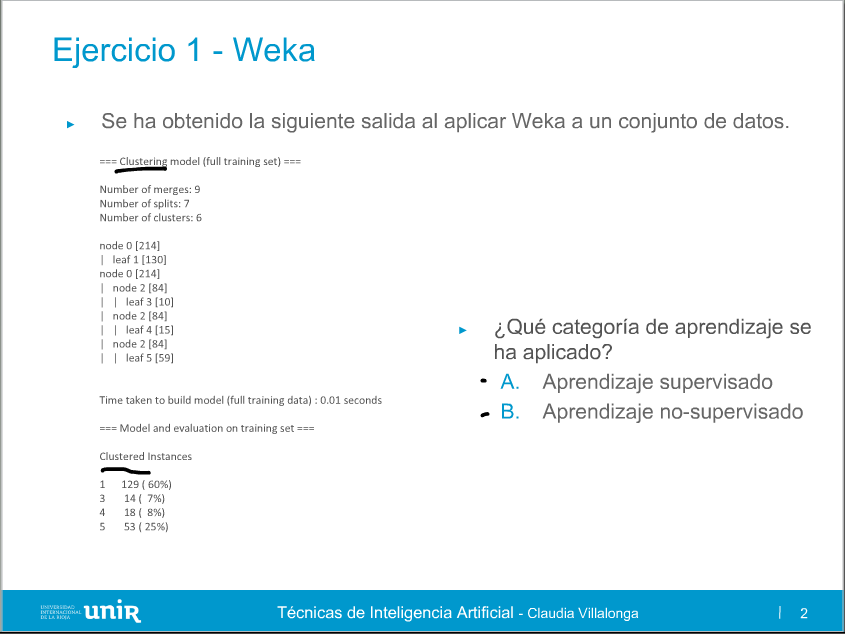 Ejercicio 1 - Weka
Se ha obtenido la siguiente salida al aplicar Weka a un conjunto de datos.
=== Clustering model (full training set) ===
Number of merges: 9
Number of splits: 7
Number of clusters: 6
node 0 [214]
|   leaf 1 [130]
node 0 [214]
|   node 2 [84]
|   |   leaf 3 [10]
|   node 2 [84]
|   |   leaf 4 [15]
|   node 2 [84]
|   |   leaf 5 [59]
Time taken to build model (full training data) : 0.01 seconds
=== Model and evaluation on training set ===
Clustered Instances
1     129 ( 60%)
3      14 (  7%)
4      18 (  8%)
5      53 ( 25%)
¿Qué categoría de aprendizaje se
ha aplicado?
A. Aprendizaje supervisado
B. Aprendizaje no-supervisado
UNIVERSIDAD
INTERNACIONAL
DE LA RIOJA
unir
Técnicas de Inteligencia Artificial - Claudia Villalonga
| 2